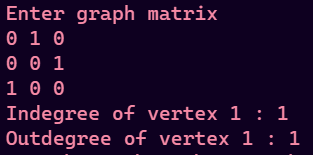 Enter graph matrix
0 1 0
0 0 1
1 0 0
Indegree of vertex 1 : 1
Outdegree of vertex 1 : 1